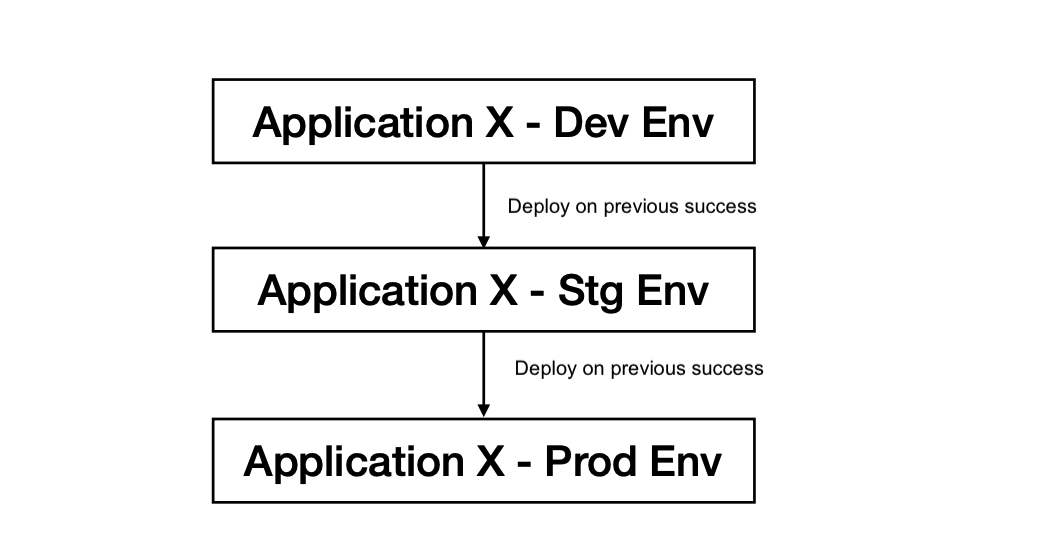 Application X - Dev Env
Deploy on previous success
Application X - Stg Env
Deploy on previous success
Application X - Prod Env